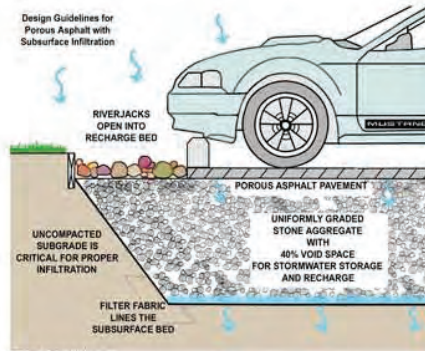 Design Guidelines for
Porous Asphalt with
Subsurface Infiltration
RIVERJACKS
OPEN INTO
RECHARGE BED
MUSTANG
POROUS ASPHALT PAVEMENT
UNIFORMLY GRADED
STONE AGGREGATE
WITH
40% VOID SPACE
FOR STORMWATER STORAGE
AND RECHARGE
UNCOMPACTED
SUBGRADE IS
CRITICAL FOR PROPER
INFILTRATION
FILTER FABRIC
LINES THE
SUBSURFACE BED